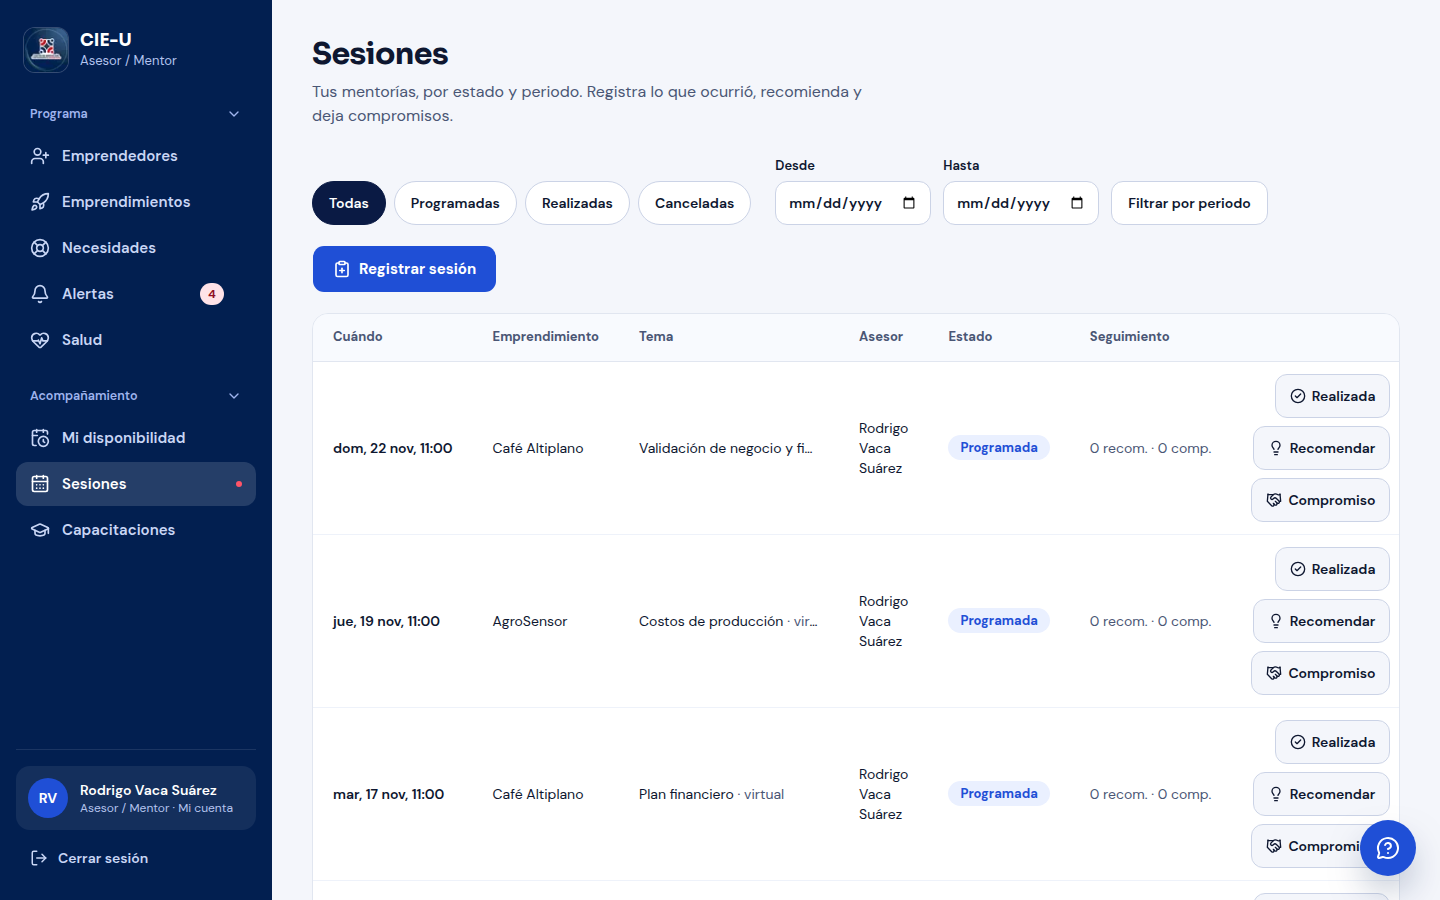 CIE-U
Asesor / Mentor
Programa
Emprendedores
Emprendimientos
Necesidades
Alertas
4
Salud
Acompañamiento
Mi disponibilidad
Sesiones
Capacitaciones
RV
Rodrigo Vaca Suárez
Asesor / Mentor · Mi cuenta
Cerrar sesión
Sesiones
Tus mentorías, por estado y periodo. Registra lo que ocurrió, recomienda y
deja compromisos.
Todas
Programadas
Realizadas
Canceladas
Desde
mm/dd/yyyy
Hasta
mm/dd/yyyy
Filtrar por periodo
Registrar sesión
Cuándo Emprendimiento Tema Asesor Estado Seguimiento
dom, 22 nov, 11:00 Café Altiplano Validación de negocio y fi…
Rodrigo
Vaca
Suárez
Programada
0 recom. · 0 comp.
Realizada
Recomendar
Compromiso
jue, 19 nov, 11:00 AgroSensor Costos de producción · vir…
Rodrigo
Vaca
Suárez
Programada
0 recom. · 0 comp.
Realizada
Recomendar
Compromiso
mar, 17 nov, 11:00 Café Altiplano Plan financiero · virtual
Rodrigo
Vaca
Suárez
Programada
0 recom. · 0 comp.
Realizada
Recomendar
Compromi